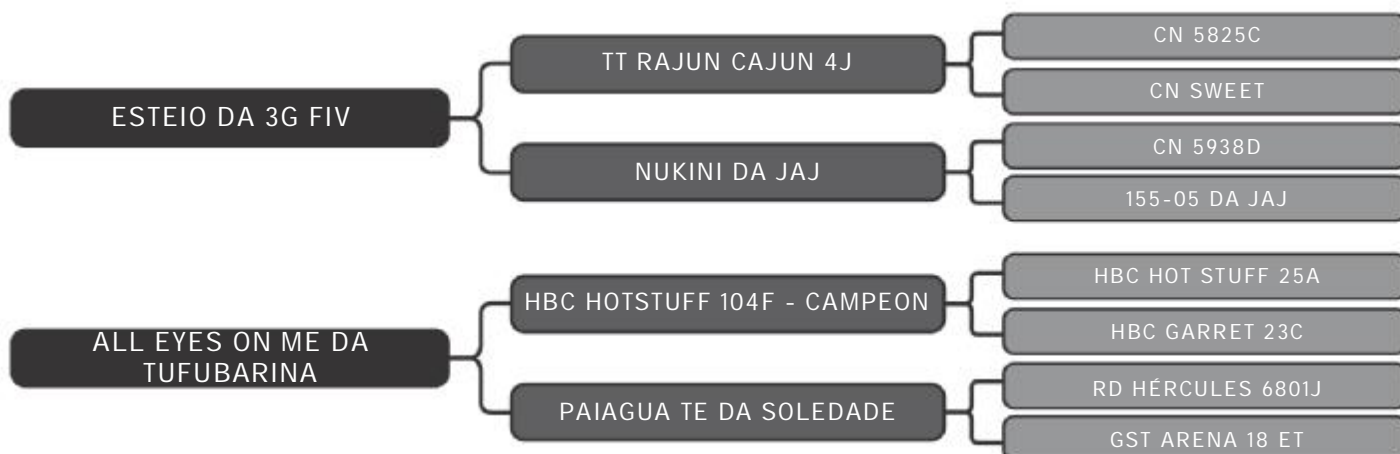 ESTEIO DA 3G FIV
TT RAJUN CAJUN 4J
CN 5825C
CN SWEET
NUKINI DA JAJ
CN 5938D
155-05 DA JAJ
ALL EYES ON ME DA
TUFUBARINA
HBC HOTSTUFF 104F - CAMPEON
HBC HOT STUFF 25A
HBC GARRET 23C
PAIAGUA TE DA SOLEDADE
RD HÉRCULES 6801J
GST ARENA 18 ET